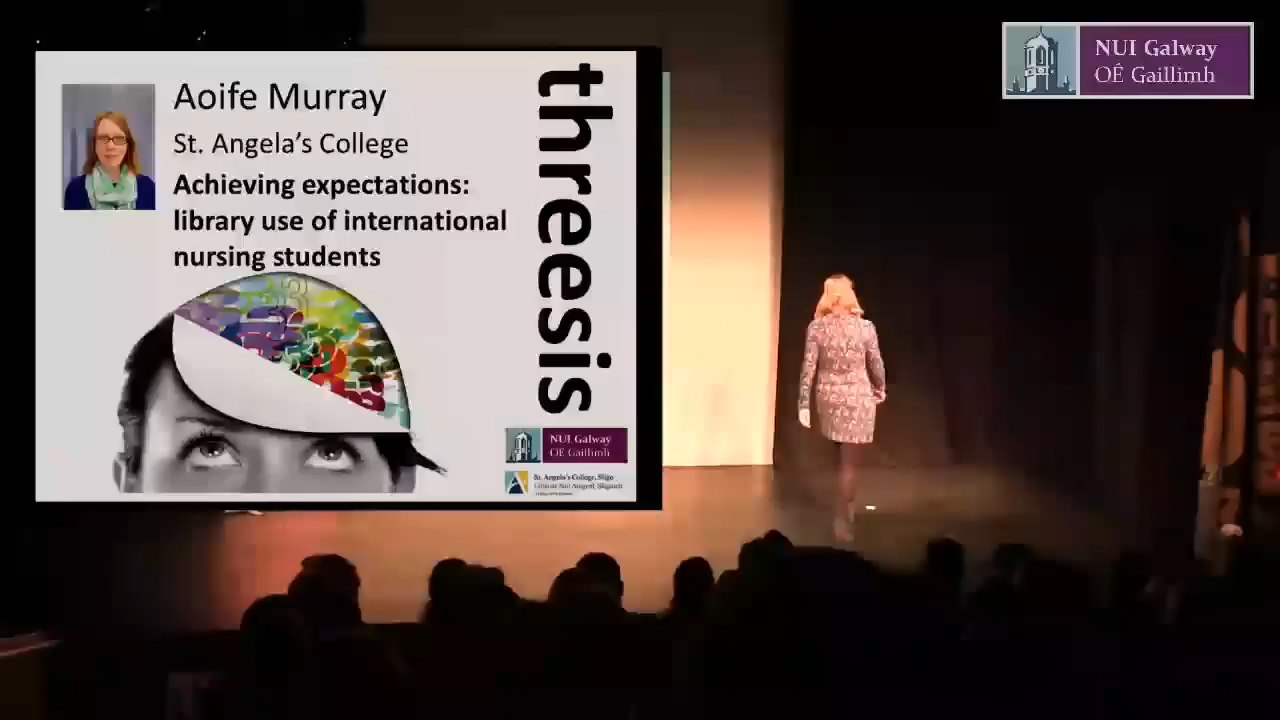 Aoife Murray
St. Angela's College
Achieving expectations:
library use of international
nursing students
threesis
NUI Galway
OÉ Gaillimh
St. Angela's College, Sligo
NUI Galway
OÉ Gaillimh